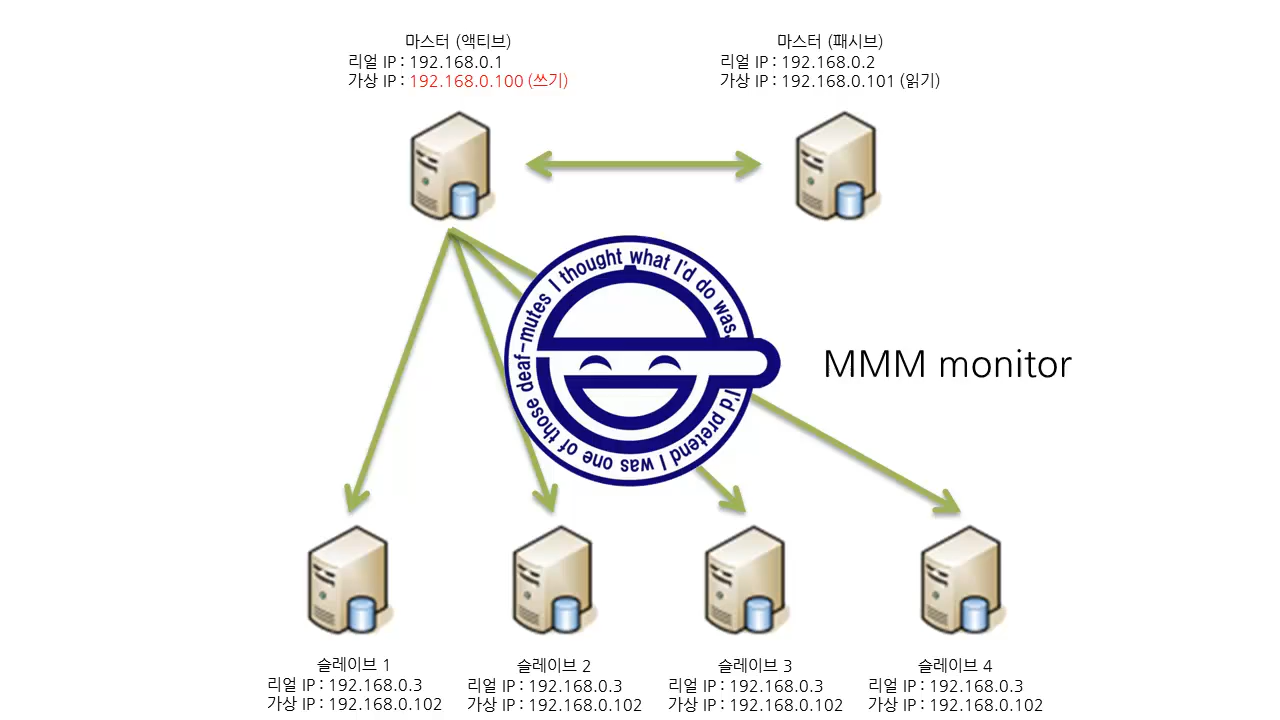 마스터 (액티브)
리얼 IP : 192.168.0.1
가상 IP : 192.168.0.100 (쓰기)
마스터 (패시브)
리얼 IP : 192.168.0.2
가상 IP : 192.168.0.101 (읽기)
I thought what I'd do was, I'd pretend I was one of those deaf-mutes
MMM monitor
슬레이브 1
리얼 IP : 192.168.0.3
가상 IP : 192.168.0.102
슬레이브 2
리얼 IP : 192.168.0.3
가상 IP : 192.168.0.102
슬레이브 3
리얼 IP : 192.168.0.3
가상 IP : 192.168.0.102
슬레이브 4
리얼 IP : 192.168.0.3
가상 IP : 192.168.0.102